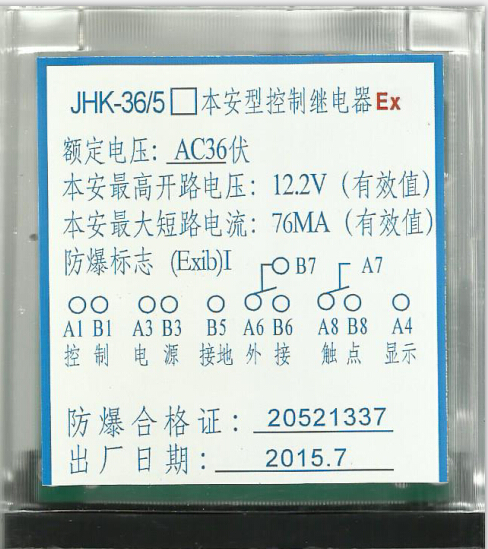 JHK-36/5□本安型控制继电器Ex
额定电压: AC36伏
本安最高开路电压: 12.2V (有效值)
本安最大短路电流: 76MA (有效值)
防爆标志 (Exib)I
B7 A7
A1 B1 A3 B3 B5 A6 B6 A8 B8 A4
控制 电源 接地 外接 触点 显示
防爆合格证: 20521337
出厂日期: 2015.7